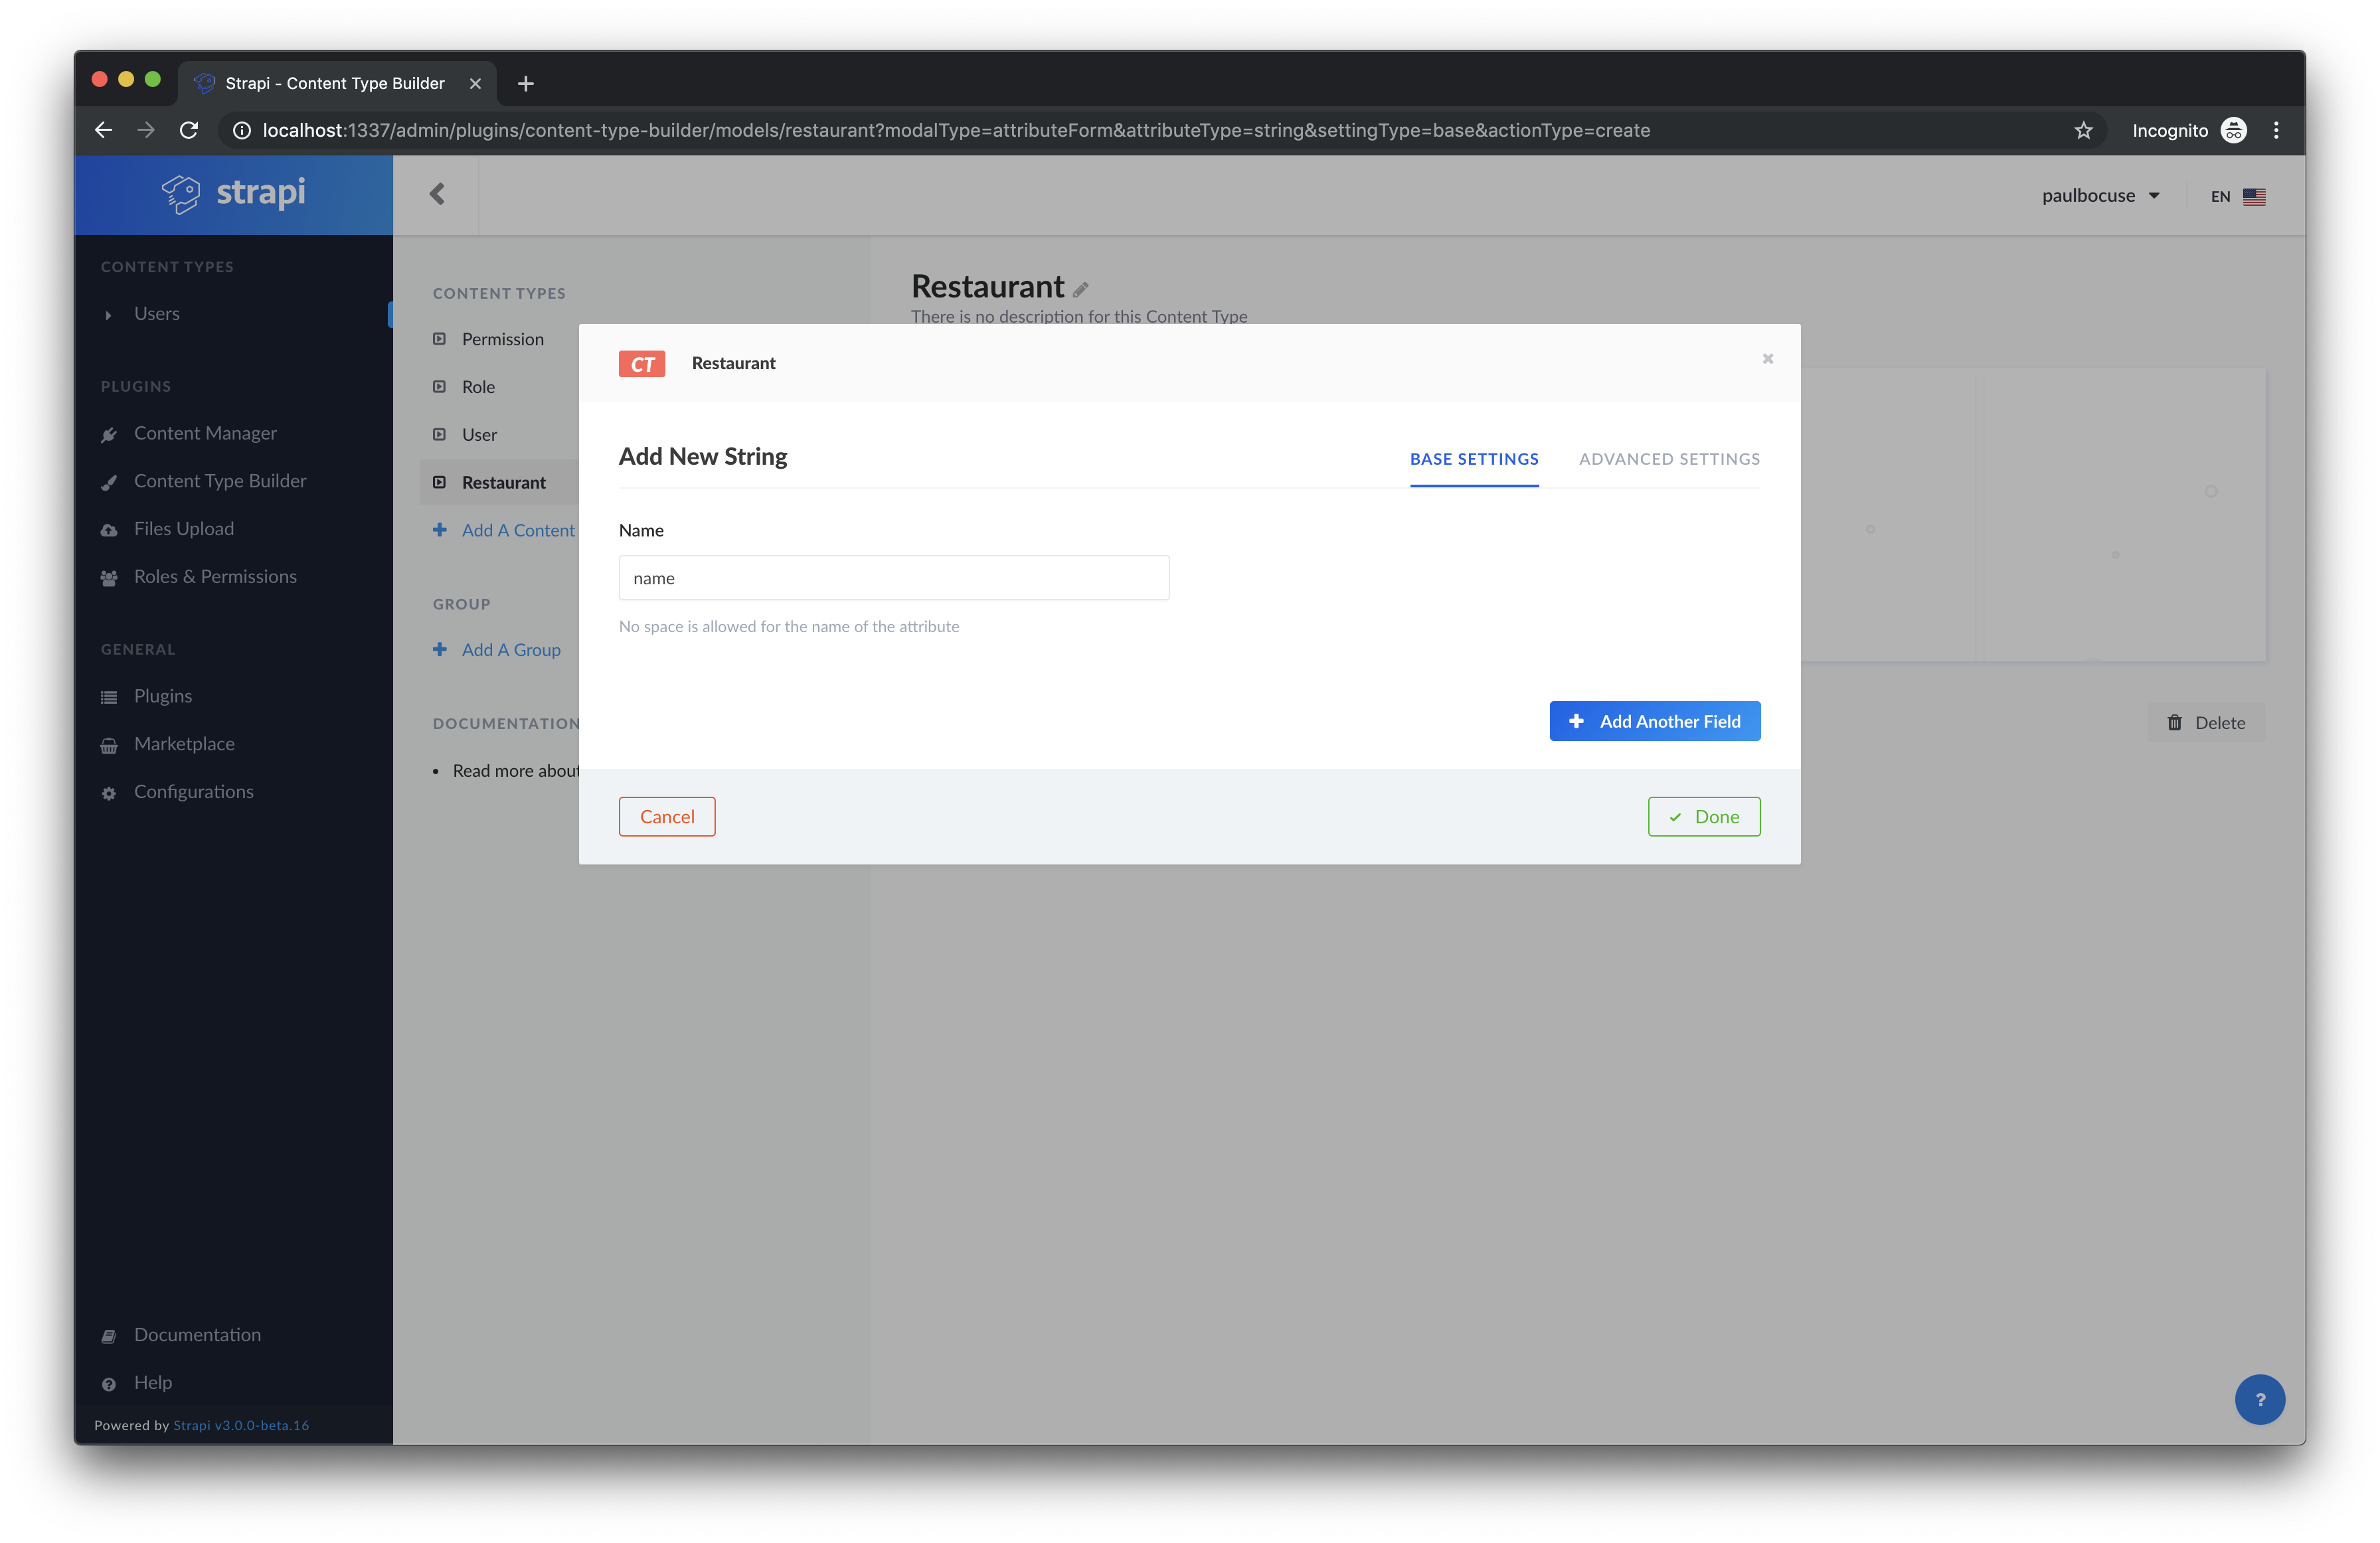 Strapi - Content Type Builder
localhost:1337/admin/plugins/content-type-builder/models/restaurant?modalType=attributeForm&attributeType=string&settingType=base&actionType=create
Incognito
strapi
paulbocuse
EN
CONTENT TYPES
Users
PLUGINS
Content Manager
Content Type Builder
Files Upload
Roles & Permissions
GENERAL
Plugins
Marketplace
Configurations
Documentation
Help
Powered by Strapi v3.0.0-beta.16
CONTENT TYPES
Permission
Role
User
Restaurant
Add A Content
GROUP
Add A Group
DOCUMENTATION
Read more about
Restaurant
There is no description for this Content Type
CT Restaurant
Add New String
BASE SETTINGS
ADVANCED SETTINGS
Name
name
No space is allowed for the name of the attribute
Add Another Field
Cancel
Done
Delete
?